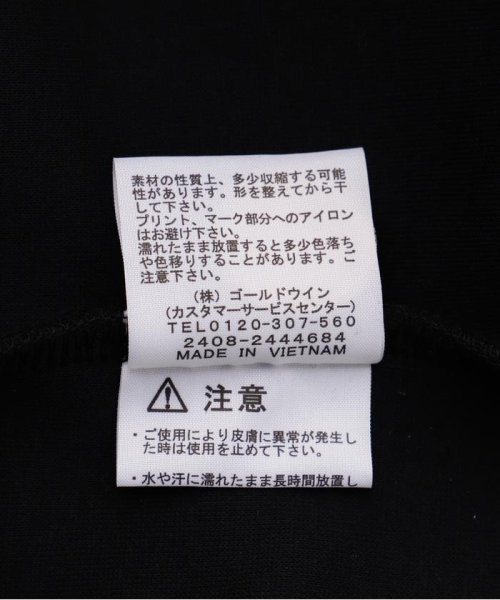 素材の性質上、多少収縮する可能
性があります。形を整えてから干
して下さい。
プリント、マーク部分へのアイロン
はお避け下さい。
濡れたまま放置すると多少色落ち
や色移りすることがあります。ご
注意下さい。
(株) ゴールドウイン
(カスタマーサービスセンター)
TEL0120-307-560
2408-2444684
MADE IN VIETNAM
注意
・ご使用により皮膚に異常が発生し
た時は使用を止めて下さい。
・水や汗に濡れたまま長時間放置し